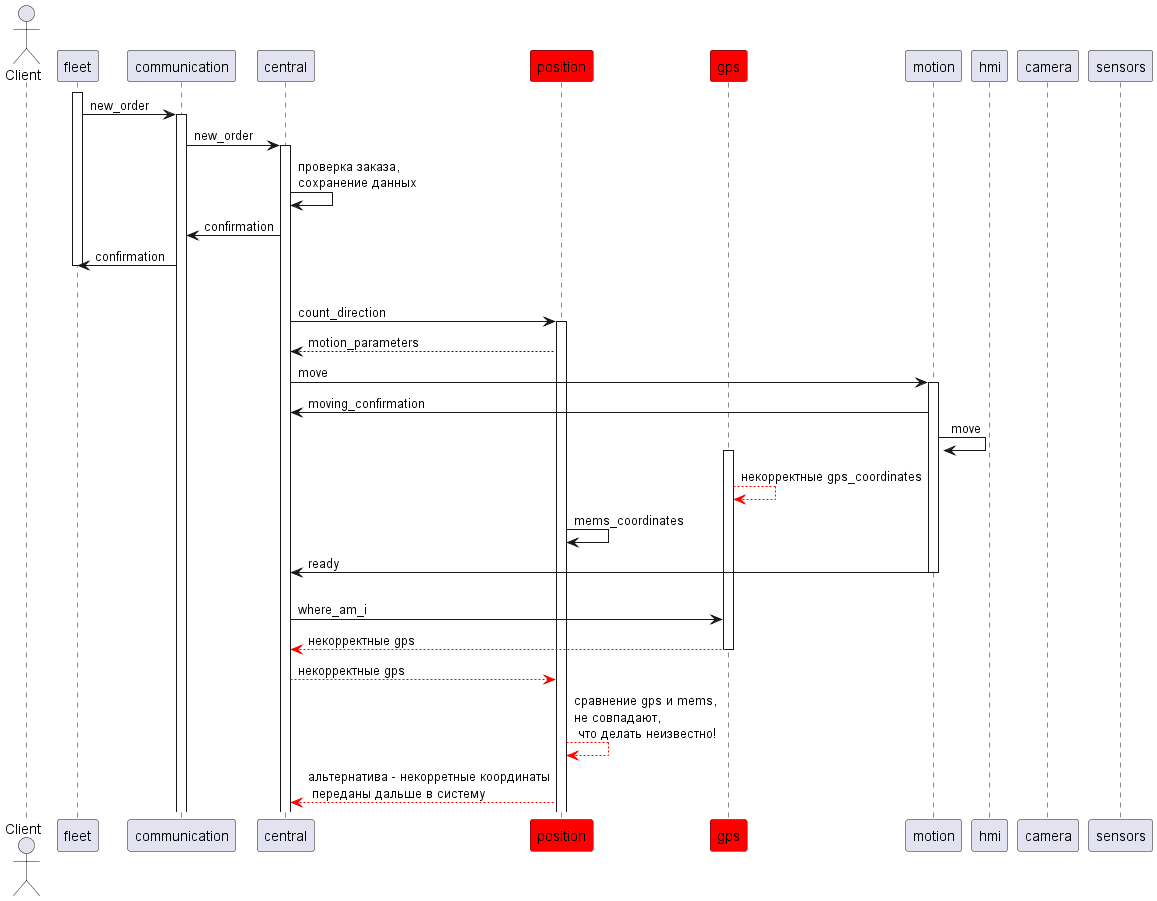 Client
fleet
communication
central
position
gps
motion
hmi
camera
sensors
new_order
new_order
проверка заказа,
сохранение данных
confirmation
confirmation
count_direction
motion_parameters
move
moving_confirmation
move
некорректные gps_coordinates
mems_coordinates
ready
where_am_i
некорректные gps
некорректные gps
сравнение gps и mems,
не совпадают,
что делать неизвестно!
альтернатива - некорретные координаты
переданы дальше в систему
Client
fleet
communication
central
position
gps
motion
hmi
camera
sensors